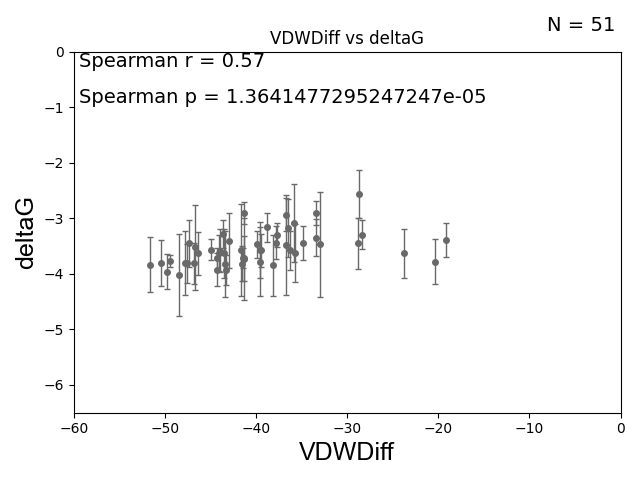 N = 51
VDWDiff vs deltaG
Spearman r = 0.57
Spearman p = 1.3641477295247247e-05
0
−1
−2
−3
−4
−5
−6
deltaG
−60 −50 −40 −30 −20 −10 0
VDWDiff